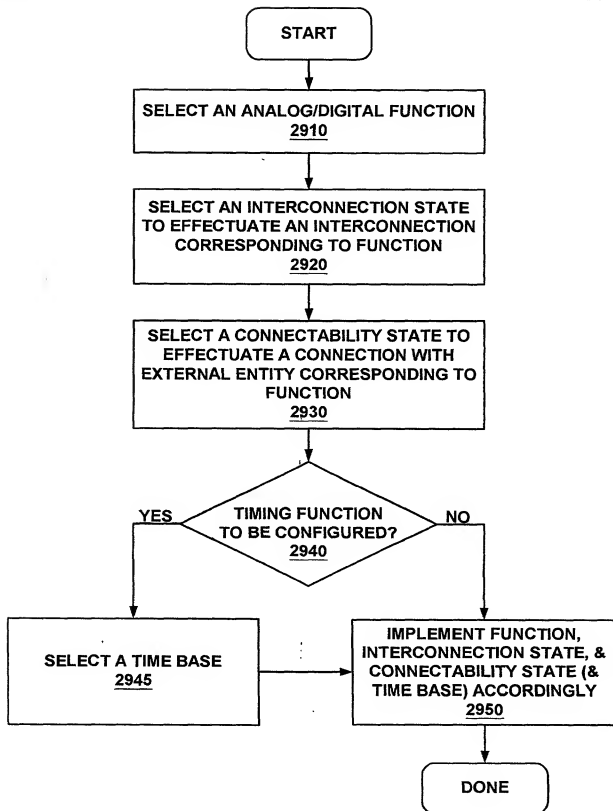 START
SELECT AN ANALOG/DIGITAL FUNCTION
2910
SELECT AN INTERCONNECTION STATE
TO EFFECTUATE AN INTERCONNECTION
CORRESPONDING TO FUNCTION
2920
SELECT A CONNECTABILITY STATE TO
EFFECTUATE A CONNECTION WITH
EXTERNAL ENTITY CORRESPONDING TO
FUNCTION
2930
YES
TIMING FUNCTION
TO BE CONFIGURED?
2940
NO
SELECT A TIME BASE
2945
IMPLEMENT FUNCTION,
INTERCONNECTION STATE, &
CONNECTABILITY STATE (&
TIME BASE) ACCORDINGLY
2950
DONE